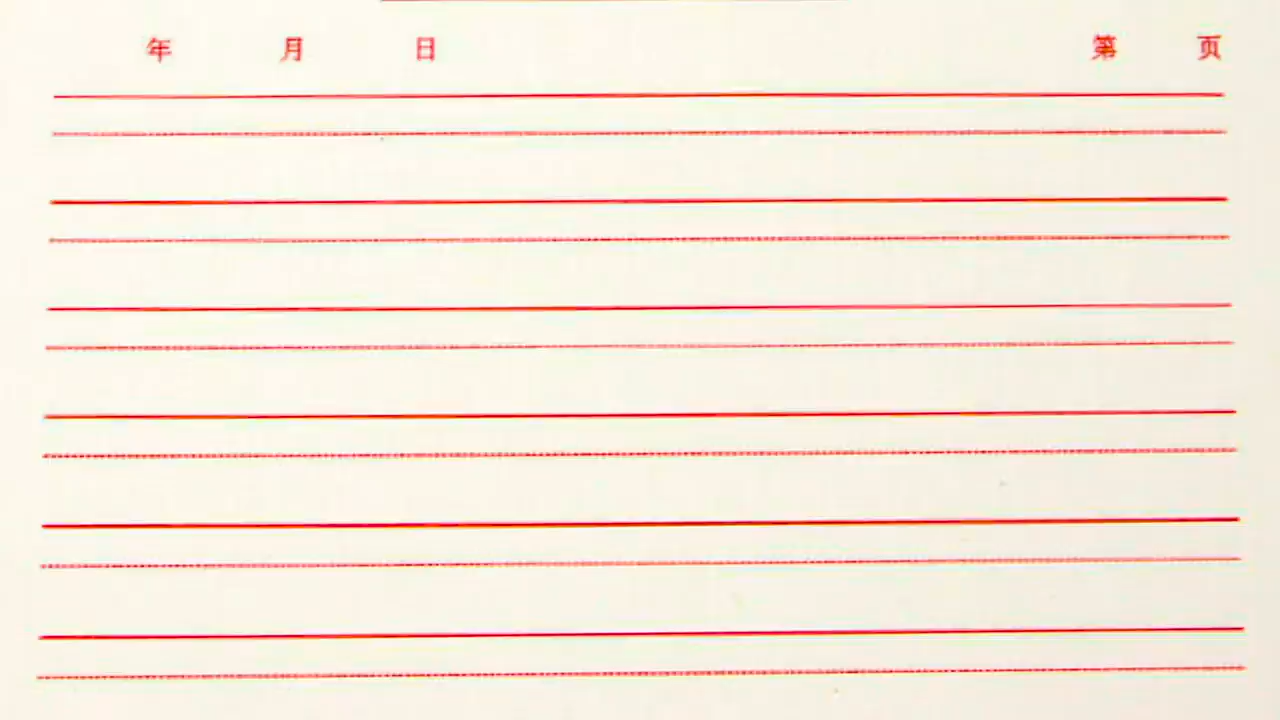 年 月 日 第 页